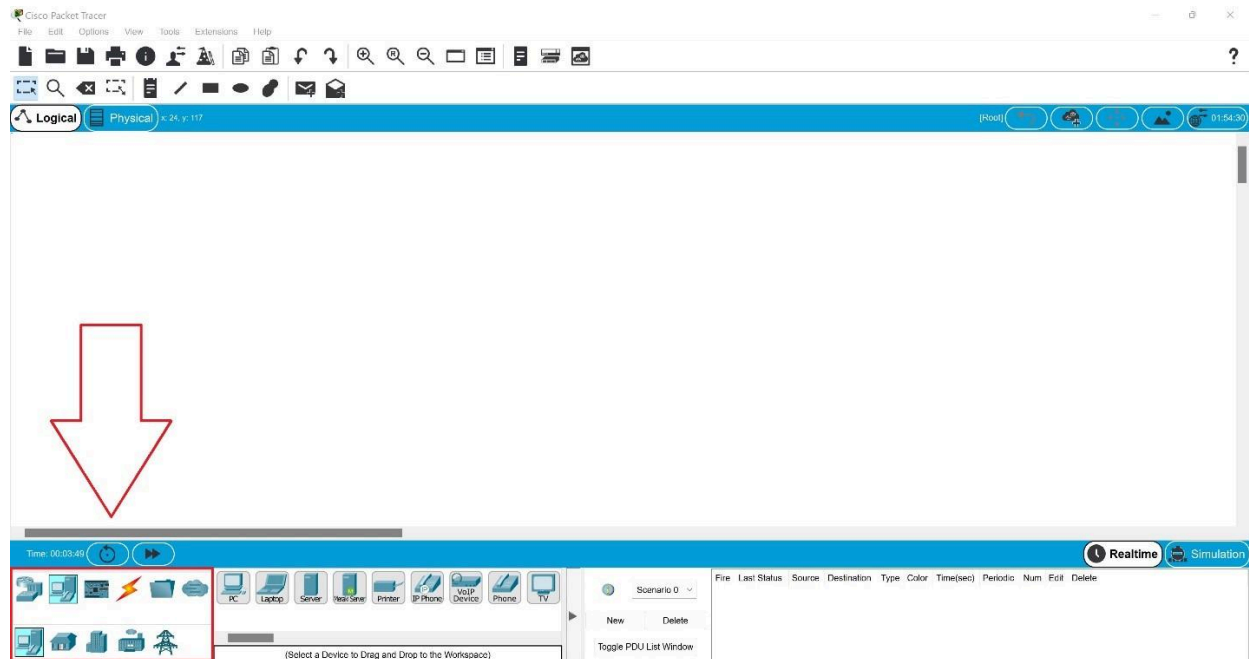 Cisco Packet Tracer
File Edit Options View Tools Extensions Help
?
Logical Physical x: 24, y: 117 [Root] 01:54:30
Time: 00:03:49 Realtime Simulation
PC Laptop Server Meraki Server Printer IP Phone VoIP Device Phone TV
(Select a Device to Drag and Drop to the Workspace)
Scenario 0
New Delete
Toggle PDU List Window
Fire Last Status Source Destination Type Color Time(sec) Periodic Num Edit Delete